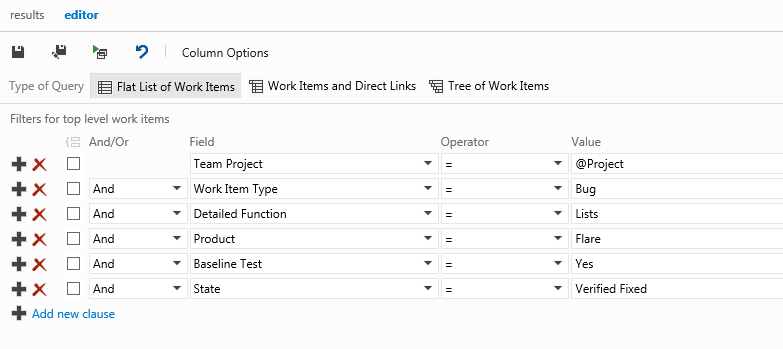 results editor
Column Options
Type of Query Flat List of Work Items Work Items and Direct Links Tree of Work Items
Filters for top level work items
And/Or Field Operator Value
Team Project = @Project
And Work Item Type = Bug
And Detailed Function = Lists
And Product = Flare
And Baseline Test = Yes
And State = Verified Fixed
Add new clause